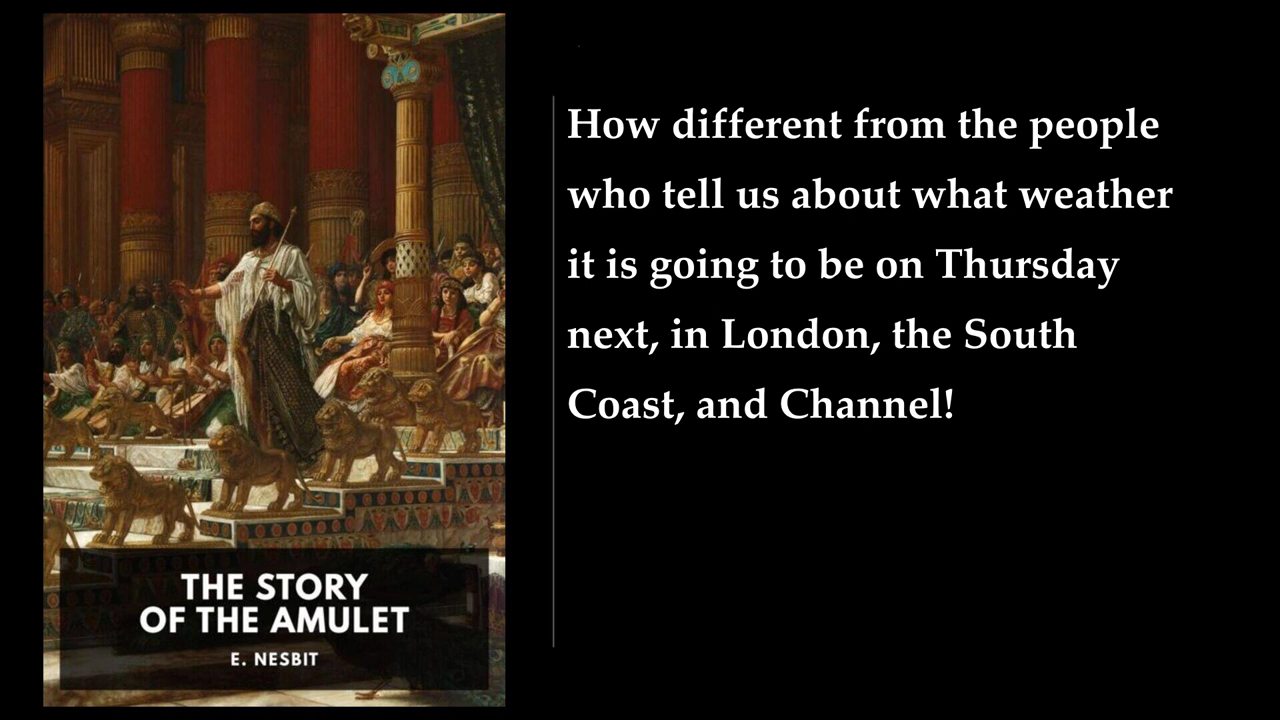 THE STORY
OF THE AMULET
E. NESBIT
How different from the people
who tell us about what weather
it is going to be on Thursday
next, in London, the South
Coast, and Channel!